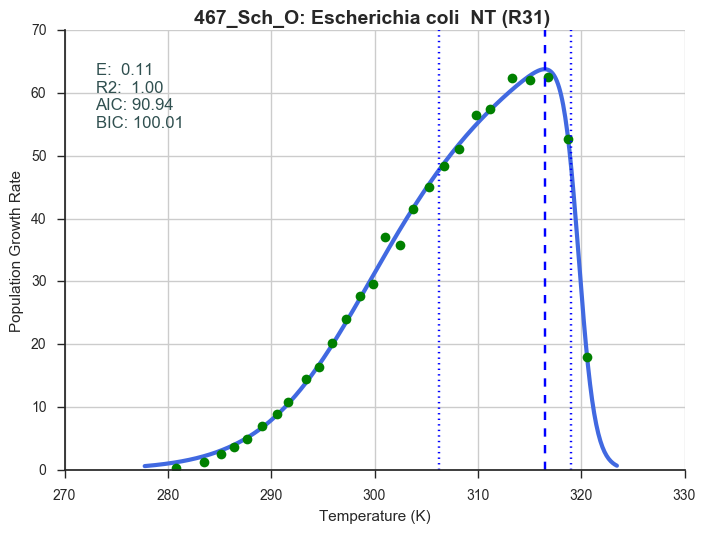 467_Sch_O: Escherichia coli  NT (R31)
70
60
50
40
30
20
10
0
E:  0.11
R2:  1.00
AIC: 90.94
BIC: 100.01
Population Growth Rate
270 280 290 300 310 320 330
Temperature (K)